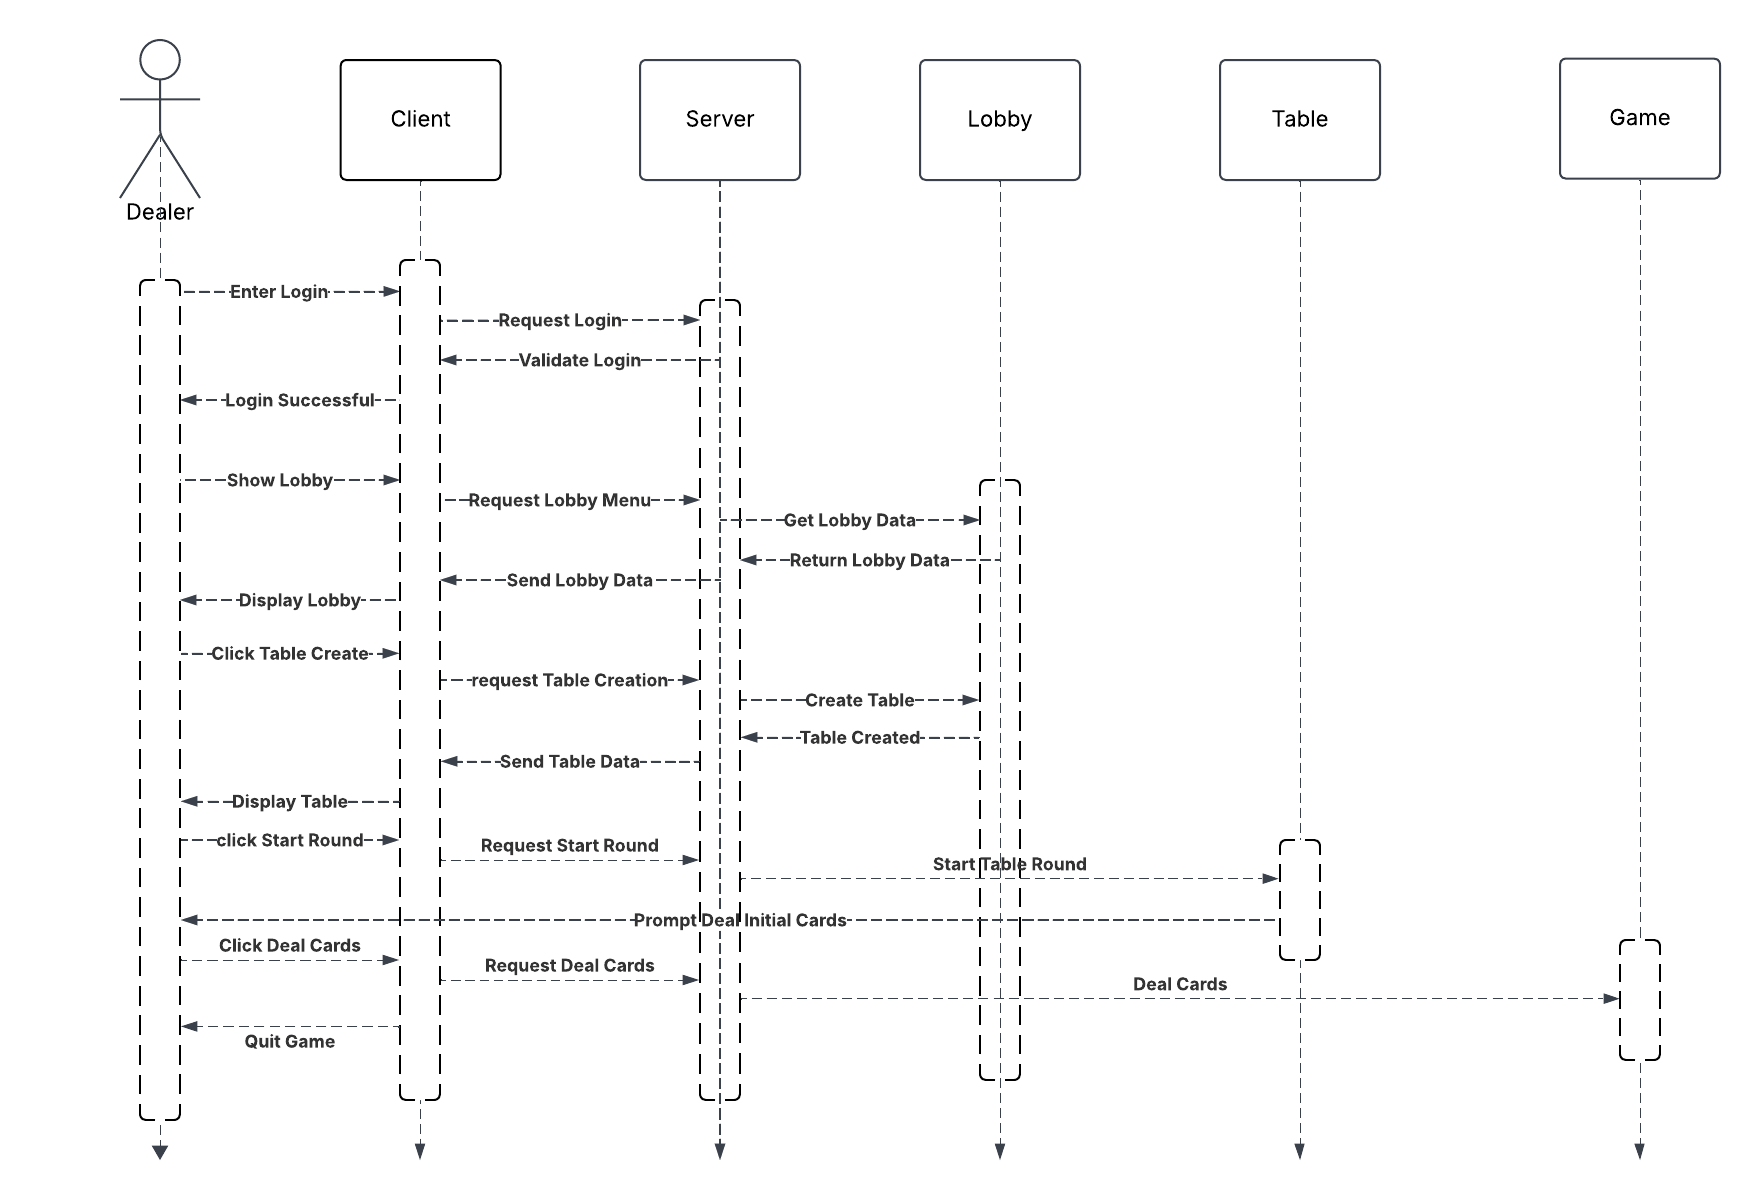 Dealer
Client
Server
Lobby
Table
Game
Enter Login
Request Login
Validate Login
Login Successful
Show Lobby
Request Lobby Menu
Get Lobby Data
Return Lobby Data
Send Lobby Data
Display Lobby
Click Table Create
request Table Creation
Create Table
Table Created
Send Table Data
Display Table
click Start Round
Request Start Round
Start Table Round
Prompt Deal Initial Cards
Click Deal Cards
Request Deal Cards
Deal Cards
Quit Game